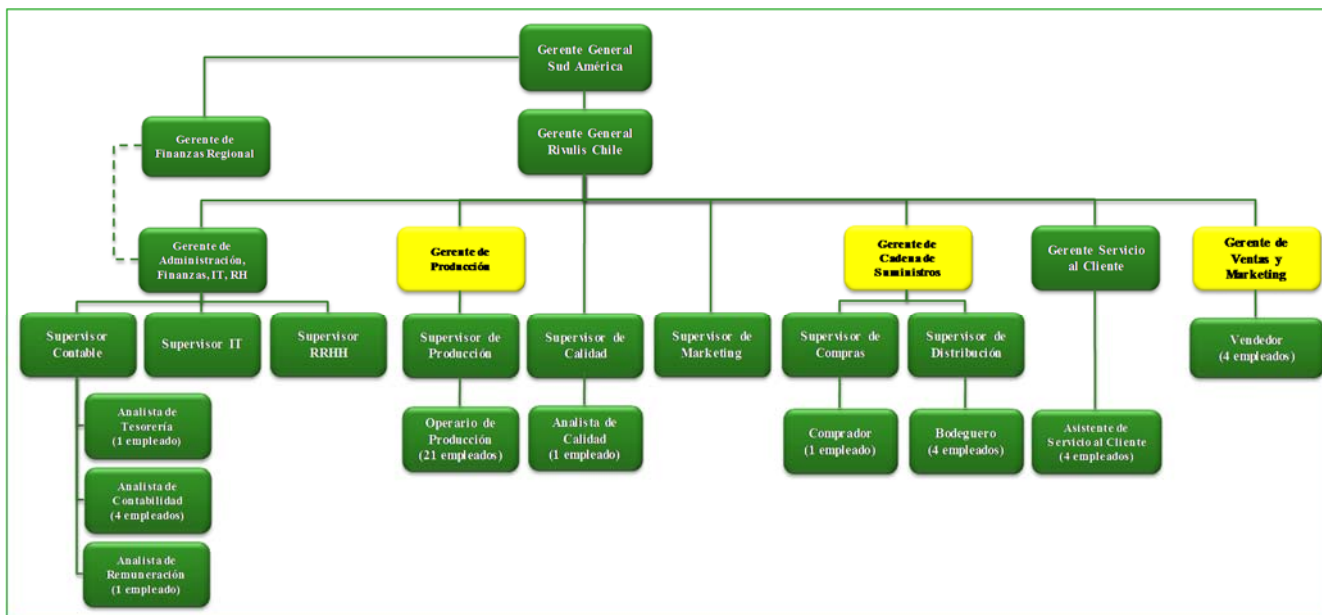 Gerente General
Sud América
Gerente de
Finanzas Regional
Gerente General
Rivulis Chile
Gerente de
Administración,
Finanzas, IT, RH
Gerente de
Producción
Gerente de
Cadena de
Suministros
Gerente Servicio
al Cliente
Gerente de
Ventas y
Marketing
Supervisor
Contable
Supervisor IT
Supervisor
RRHH
Supervisor de
Producción
Supervisor de
Calidad
Supervisor de
Marketing
Supervisor de
Compras
Supervisor de
Distribución
Vendedor
(4 empleados)
Analista de
Tesorería
(1 empleado)
Operario de
Producción
(21 empleados)
Analista de
Calidad
(1 empleado)
Comprador
(1 empleado)
Bodeguero
(4 empleados)
Asistente de
Servicio al Cliente
(4 empleados)
Analista de
Contabilidad
(4 empleados)
Analista de
Remuneración
(1 empleado)